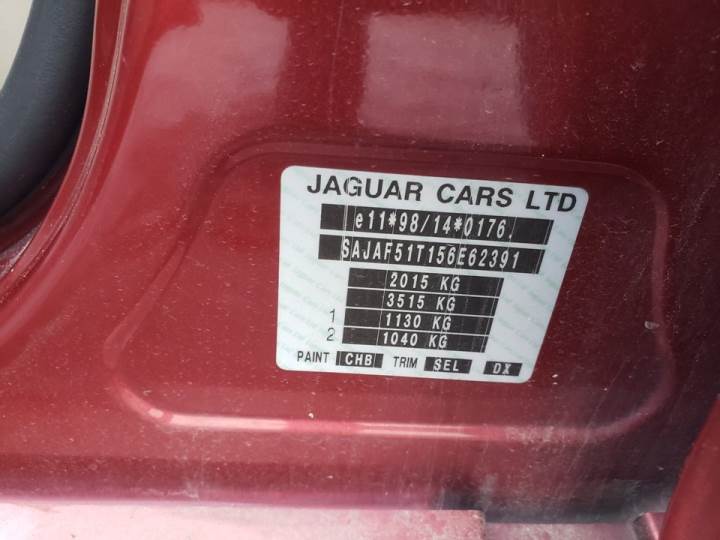 JAGUAR CARS LTD
e11*98/14*0176.
SAJAF51T156E62391
2015 KG
3515 KG
1 1130 KG
2 1040 KG
PAINT CHB TRIM SEL DX